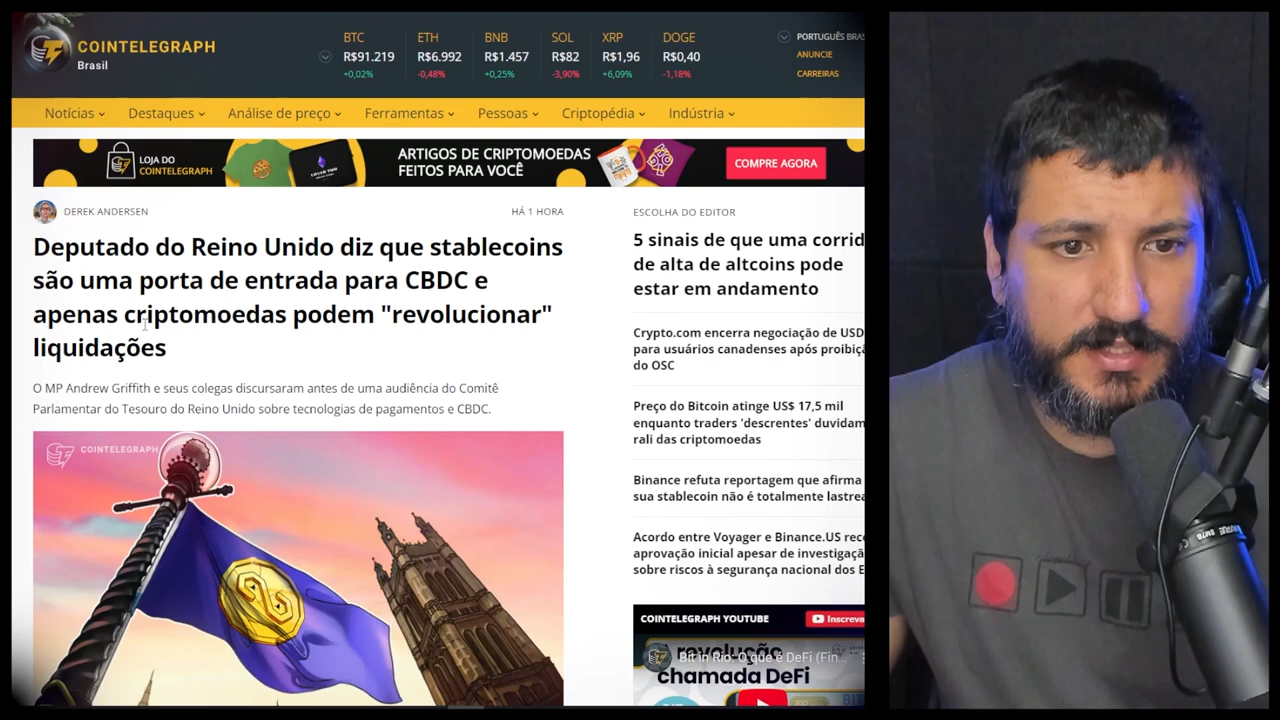 COINTELEGRAPH
Brasil
BTC
R$91.219
+0,02%
ETH
R$6.992
-0,48%
BNB
R$1.457
+0,25%
SOL
R$82
-3,90%
XRP
R$1,96
+6,09%
DOGE
R$0,40
-1,18%
PORTUGUÊS BRAS
ANUNCIE
CARREIRAS
Notícias
Destaques
Análise de preço
Ferramentas
Pessoas
Criptopédia
Indústria
LOJA DO
COINTELEGRAPH
ARTIGOS DE CRIPTOMOEDAS
FEITOS PARA VOCÊ
COMPRE AGORA
DEREK ANDERSEN
HÁ 1 HORA
Deputado do Reino Unido diz que stablecoins
são uma porta de entrada para CBDC e
apenas criptomoedas podem "revolucionar"
liquidações
O MP Andrew Griffith e seus colegas discursaram antes de uma audiência do Comitê
Parlamentar do Tesouro do Reino Unido sobre tecnologias de pagamentos e CBDC.
COINTELEGRAPH
ESCOLHA DO EDITOR
5 sinais de que uma corrid
de alta de altcoins pode
estar em andamento
Crypto.com encerra negociação de USD
para usuários canadenses após proibiçã
do OSC
Preço do Bitcoin atinge US$ 17,5 mil
enquanto traders 'descrentes' duvidam
rali das criptomoedas
Binance refuta reportagem que afirma
sua stablecoin não é totalmente lastrea
Acordo entre Voyager e Binance.US rec
aprovação inicial apesar de investigaçã
sobre riscos à segurança nacional dos E
COINTELEGRAPH YOUTUBE
Inscreva
revolução
Bit in Rio: O que é DeFi (Fin...
chamada DeFi